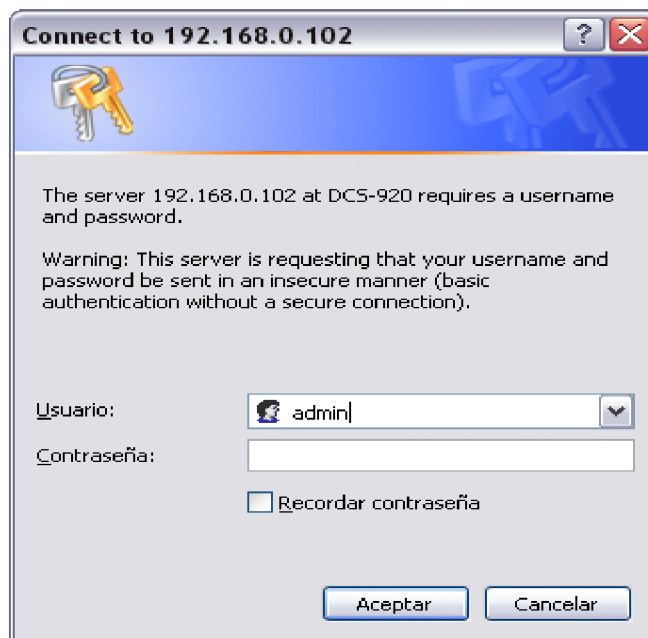 Connect to 192.168.0.102
The server 192.168.0.102 at DCS-920 requires a username
and password.
Warning: This server is requesting that your username and
password be sent in an insecure manner (basic
authentication without a secure connection).
Usuario:
admin
Contraseña:
Recordar contraseña
Aceptar
Cancelar